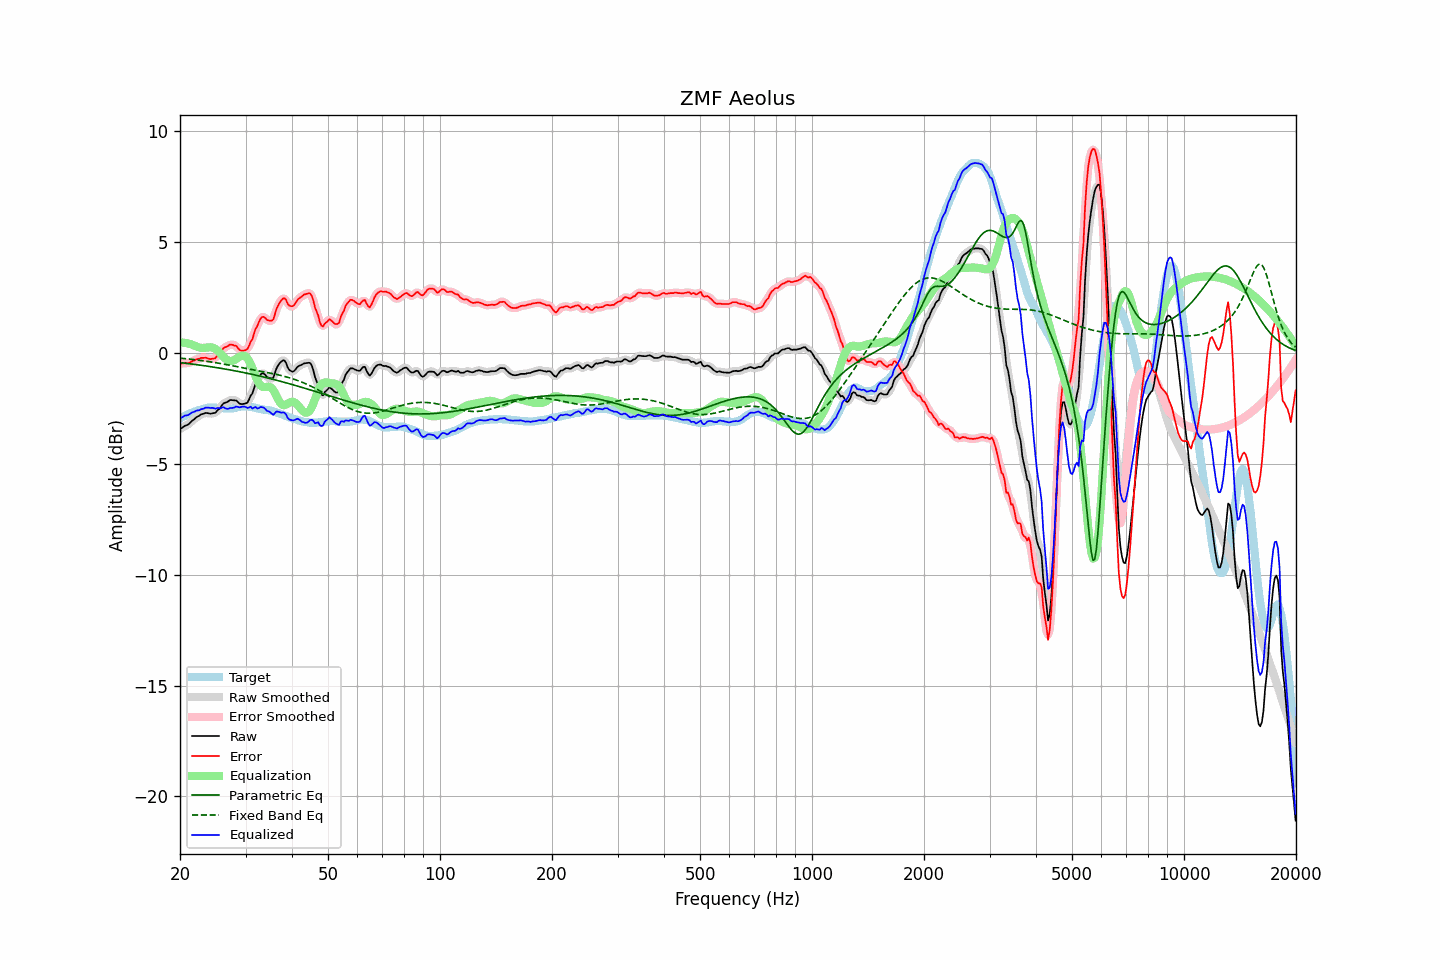 ZMF Aeolus
10
5
0
−5
−10
−15
−20
Amplitude (dBr)
Target
Raw Smoothed
Error Smoothed
Raw
Error
Equalization
Parametric Eq
Fixed Band Eq
Equalized
20 50 100 200 500 1000 2000 5000 10000 20000
Frequency (Hz)